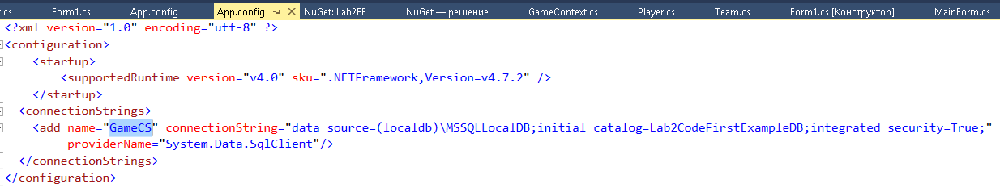 t.cs Form1.cs App.config App.config NuGet: Lab2EF NuGet — решение GameContext.cs Player.cs Team.cs Form1.cs [Конструктор] MainForm.cs
<?xml version="1.0" encoding="utf-8" ?>
<configuration>
<startup>
<supportedRuntime version="v4.0" sku=".NETFramework,Version=v4.7.2" />
</startup>
<connectionStrings>
<add name="GameCS" connectionString="data source=(localdb)\MSSQLLocalDB;initial catalog=Lab2CodeFirstExampleDB;integrated security=True;"
providerName="System.Data.SqlClient"/>
</connectionStrings>
</configuration>